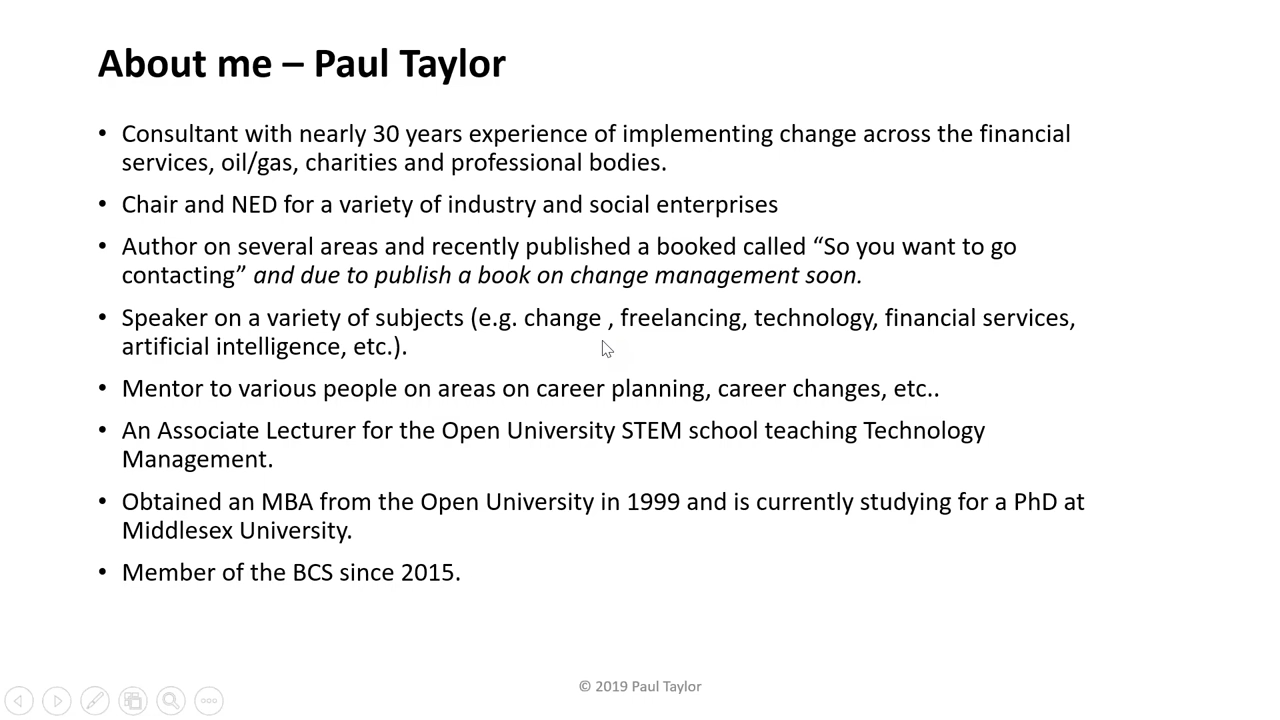 About me – Paul Taylor
• Consultant with nearly 30 years experience of implementing change across the financial
services, oil/gas, charities and professional bodies.
• Chair and NED for a variety of industry and social enterprises
• Author on several areas and recently published a booked called “So you want to go
contacting” and due to publish a book on change management soon.
• Speaker on a variety of subjects (e.g. change , freelancing, technology, financial services,
artificial intelligence, etc.).
• Mentor to various people on areas on career planning, career changes, etc..
• An Associate Lecturer for the Open University STEM school teaching Technology
Management.
• Obtained an MBA from the Open University in 1999 and is currently studying for a PhD at
Middlesex University.
• Member of the BCS since 2015.
© 2019 Paul Taylor